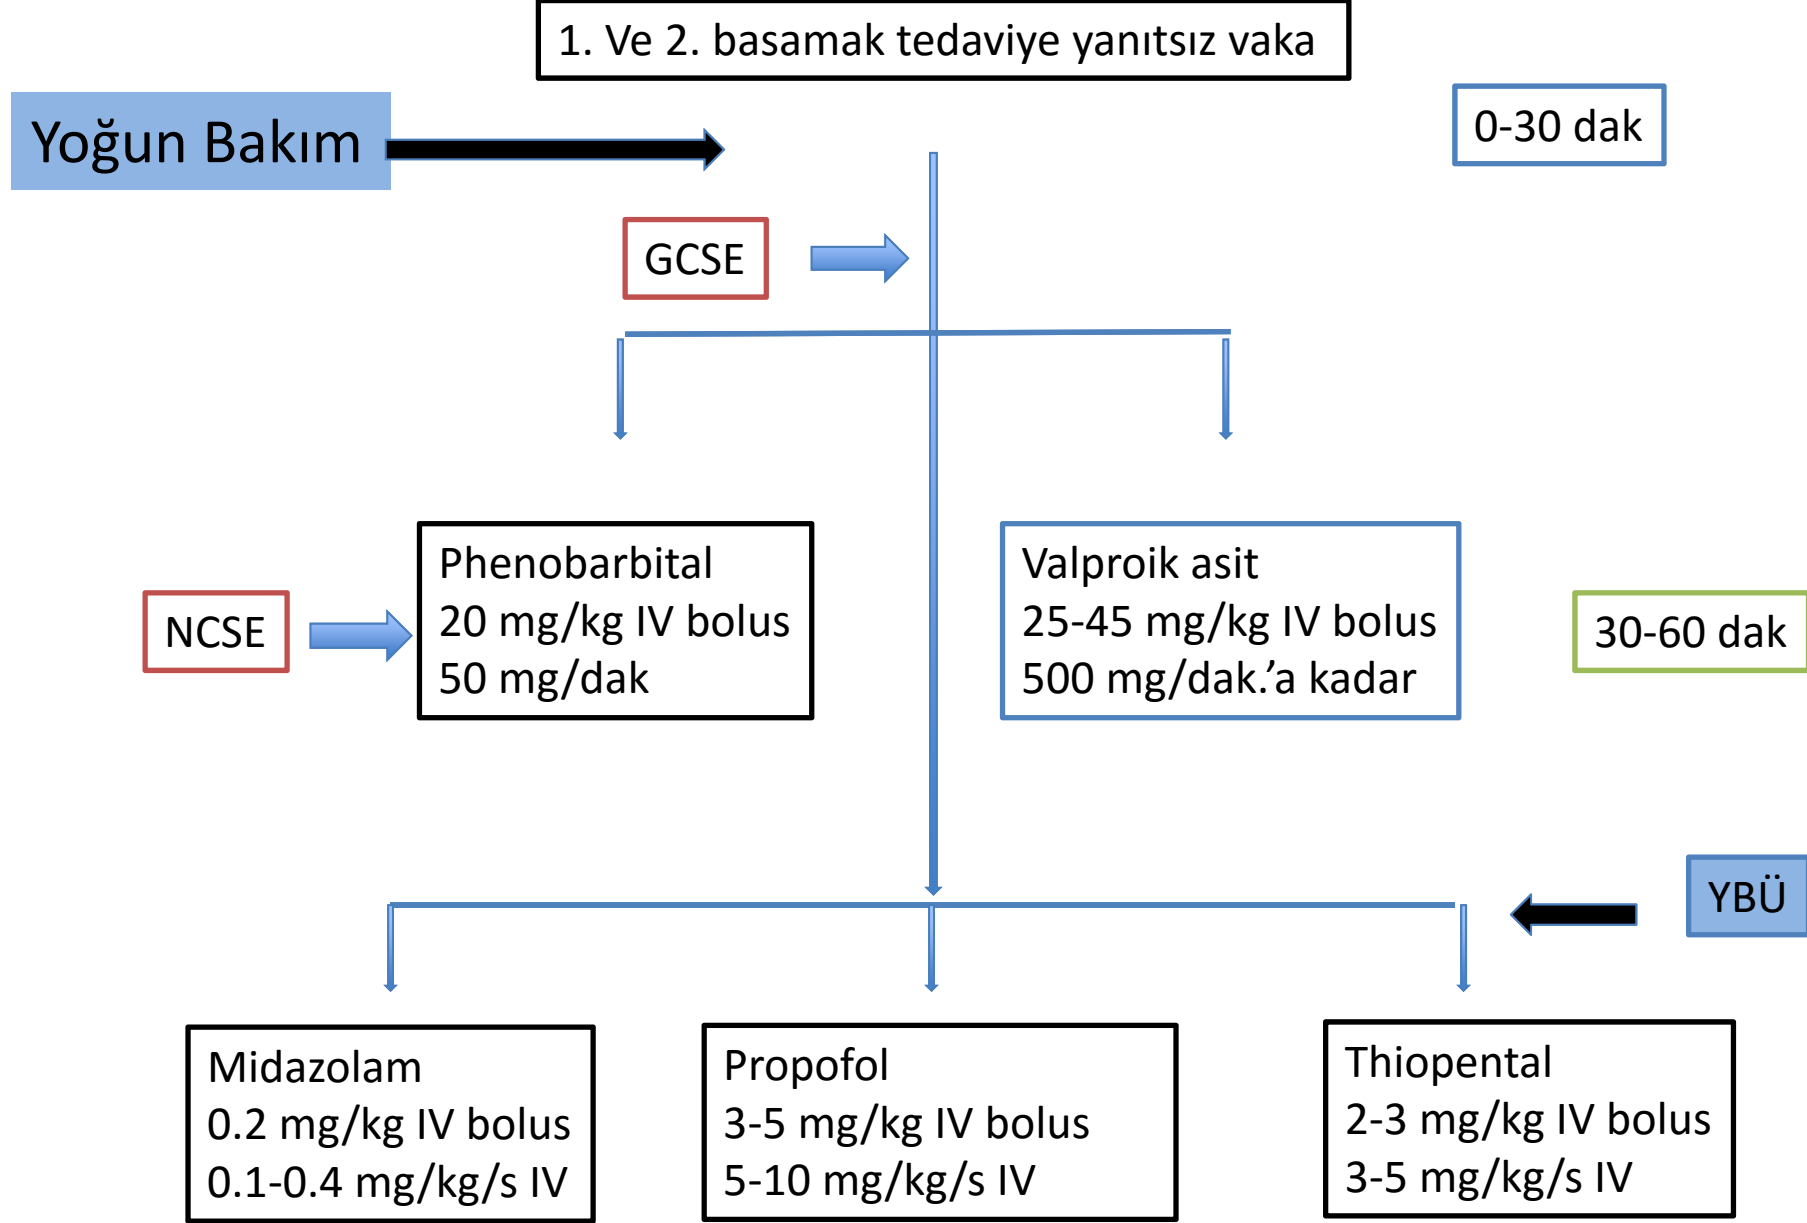 1. Ve 2. basamak tedaviye yanıtsız vaka
Yoğun Bakım
0-30 dak
GCSE
Phenobarbital
20 mg/kg IV bolus
50 mg/dak
Valproik asit
25-45 mg/kg IV bolus
500 mg/dak.’a kadar
NCSE
30-60 dak
YBÜ
Midazolam
0.2 mg/kg IV bolus
0.1-0.4 mg/kg/s IV
Propofol
3-5 mg/kg IV bolus
5-10 mg/kg/s IV
Thiopental
2-3 mg/kg IV bolus
3-5 mg/kg/s IV